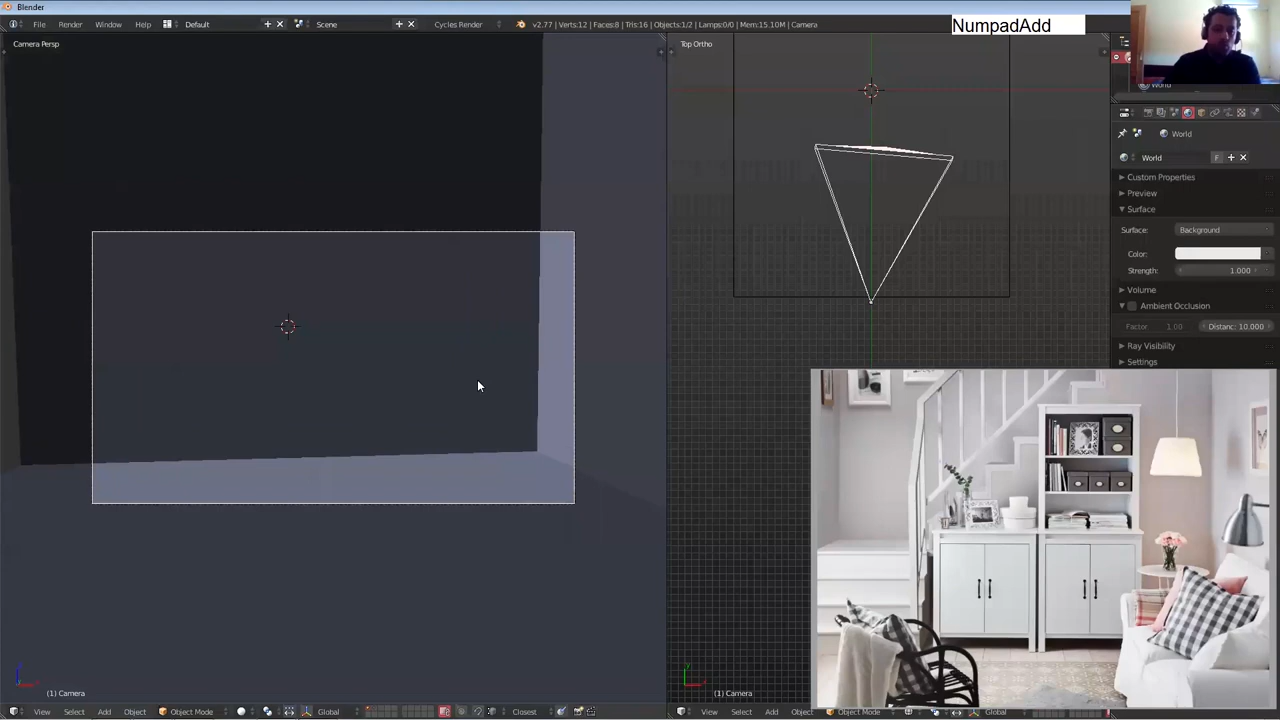 Blender
File Render Window Help Default Scene Cycles Render v2.77 | Verts:12 | Faces:8 | Tris:16 | Objects:1/2 | Lamps:0/0 | Mem:15.10M | Camera
NumpadAdd
Camera Persp
Top Ortho
World
World
World F
Custom Properties
Preview
Surface
Surface: Background
Color:
Strength: 1.000
Volume
Ambient Occlusion
Factor 1.00 Distanc: 10.000
Ray Visibility
Settings
(1) Camera
(1) Camera
View Select Add Object Object Mode Global Closest
View Select Add Object Object Mode Global